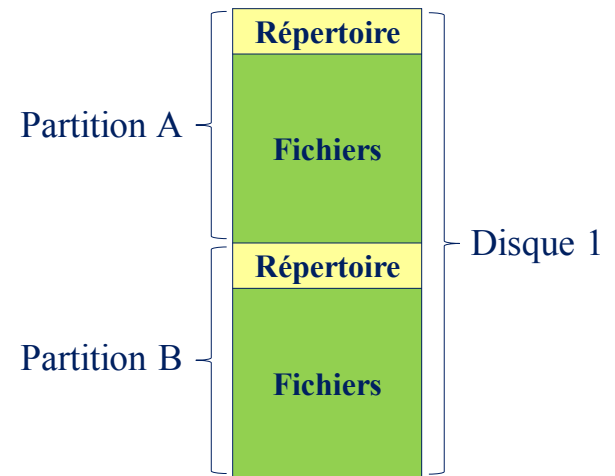 Répertoire
Partition A
Fichiers
Répertoire
Disque 1
Partition B
Fichiers